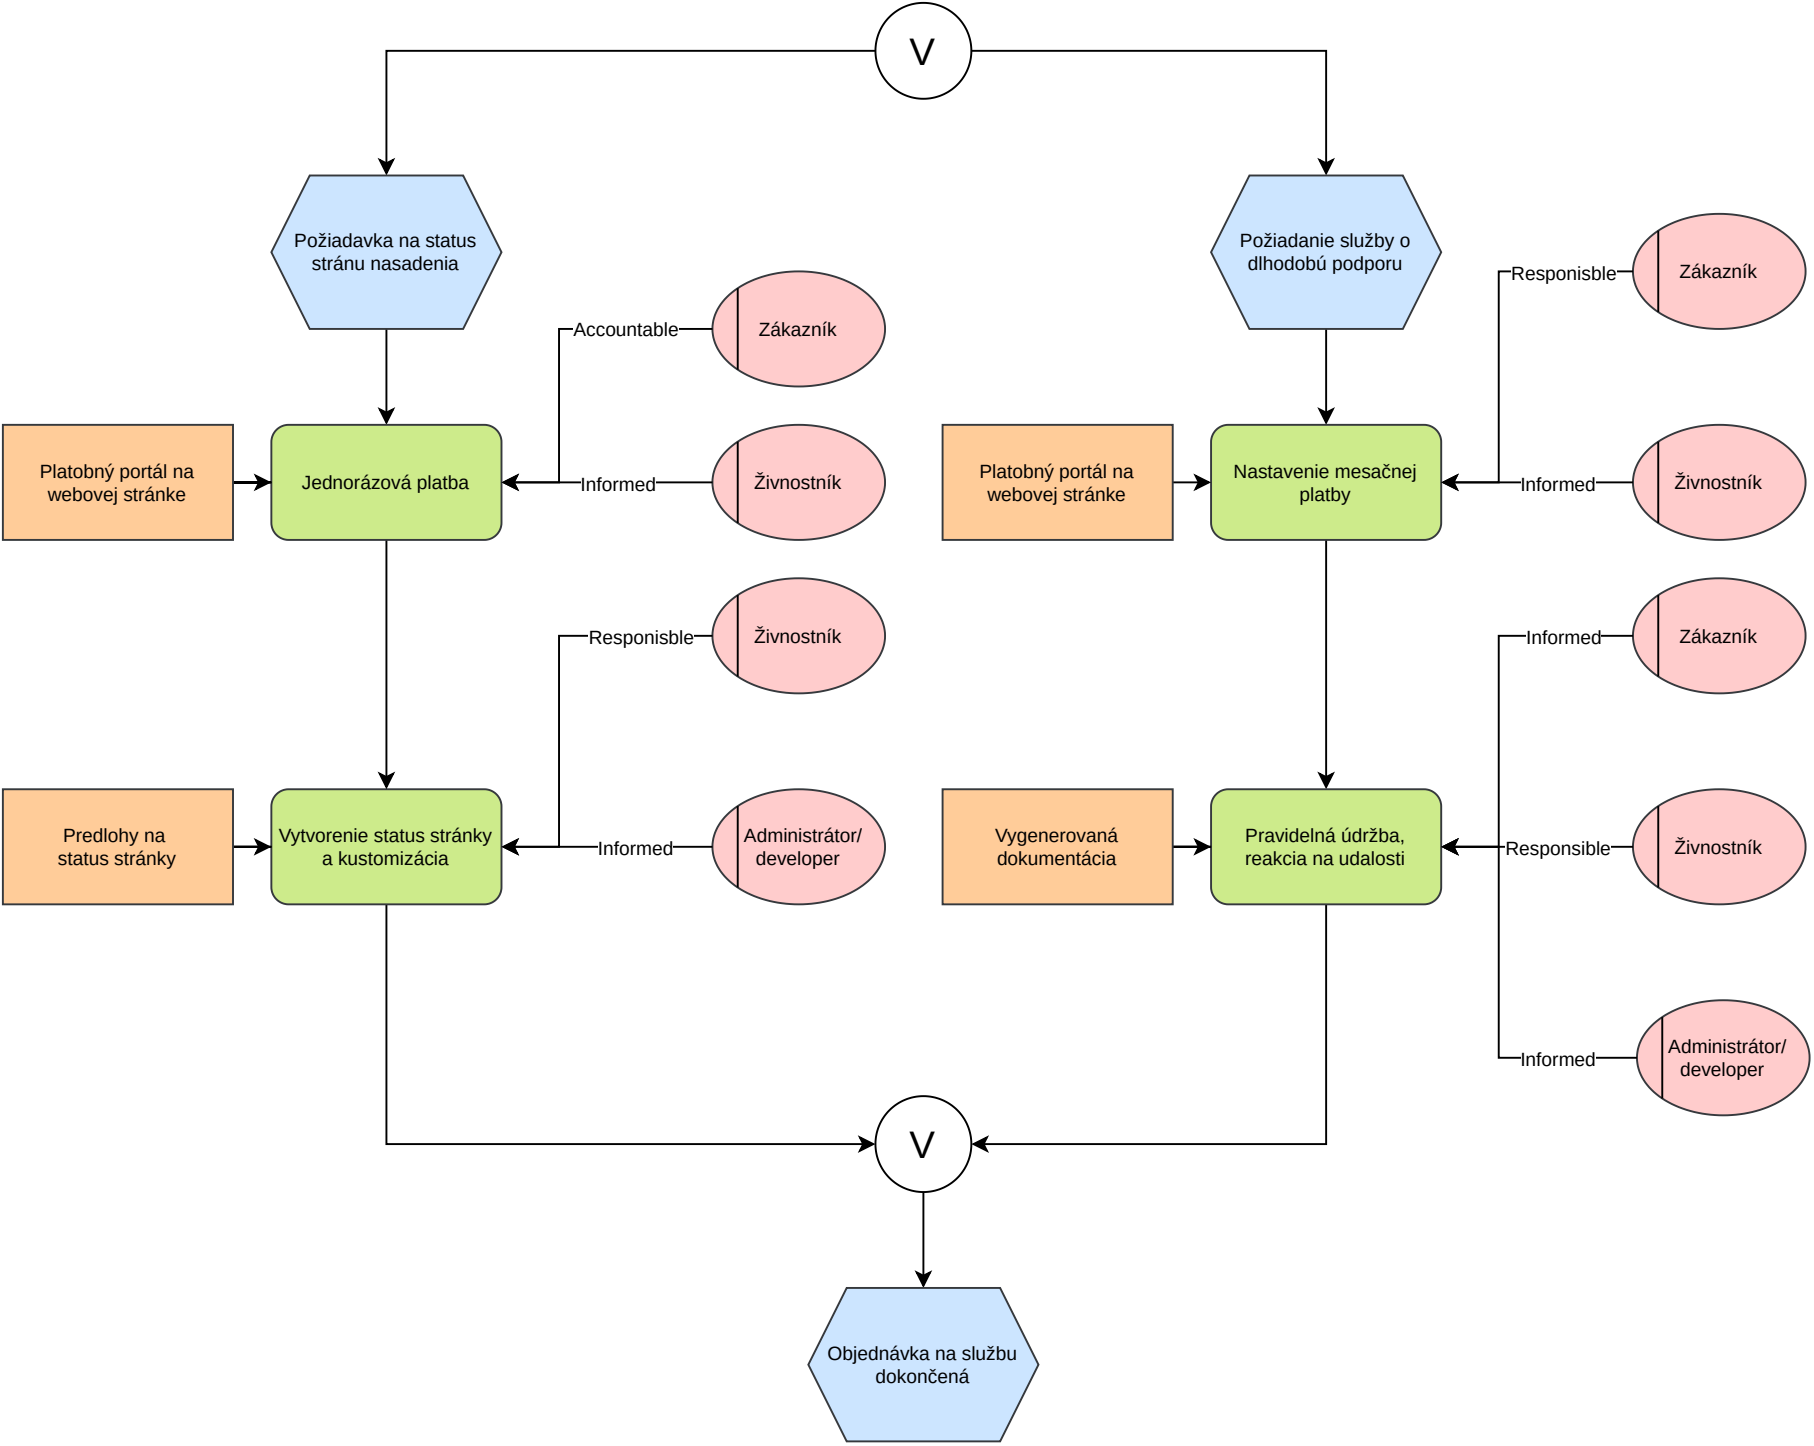 V
Požiadavka na status
stránu nasadenia
Požiadanie služby o
dlhodobú podporu
Responisble
Zákazník
Accountable
Zákazník
Platobný portál na
webovej stránke
Jednorázová platba
Informed
Živnostník
Platobný portál na
webovej stránke
Nastavenie mesačnej
platby
Informed
Živnostník
Responisble
Živnostník
Informed
Zákazník
Predlohy na
status stránky
Vytvorenie status stránky
a kustomizácia
Informed
Administrátor/
developer
Vygenerovaná
dokumentácia
Pravidelná údržba,
reakcia na udalosti
Responsible
Živnostník
Informed
Administrátor/
developer
V
Objednávka na službu
dokončená